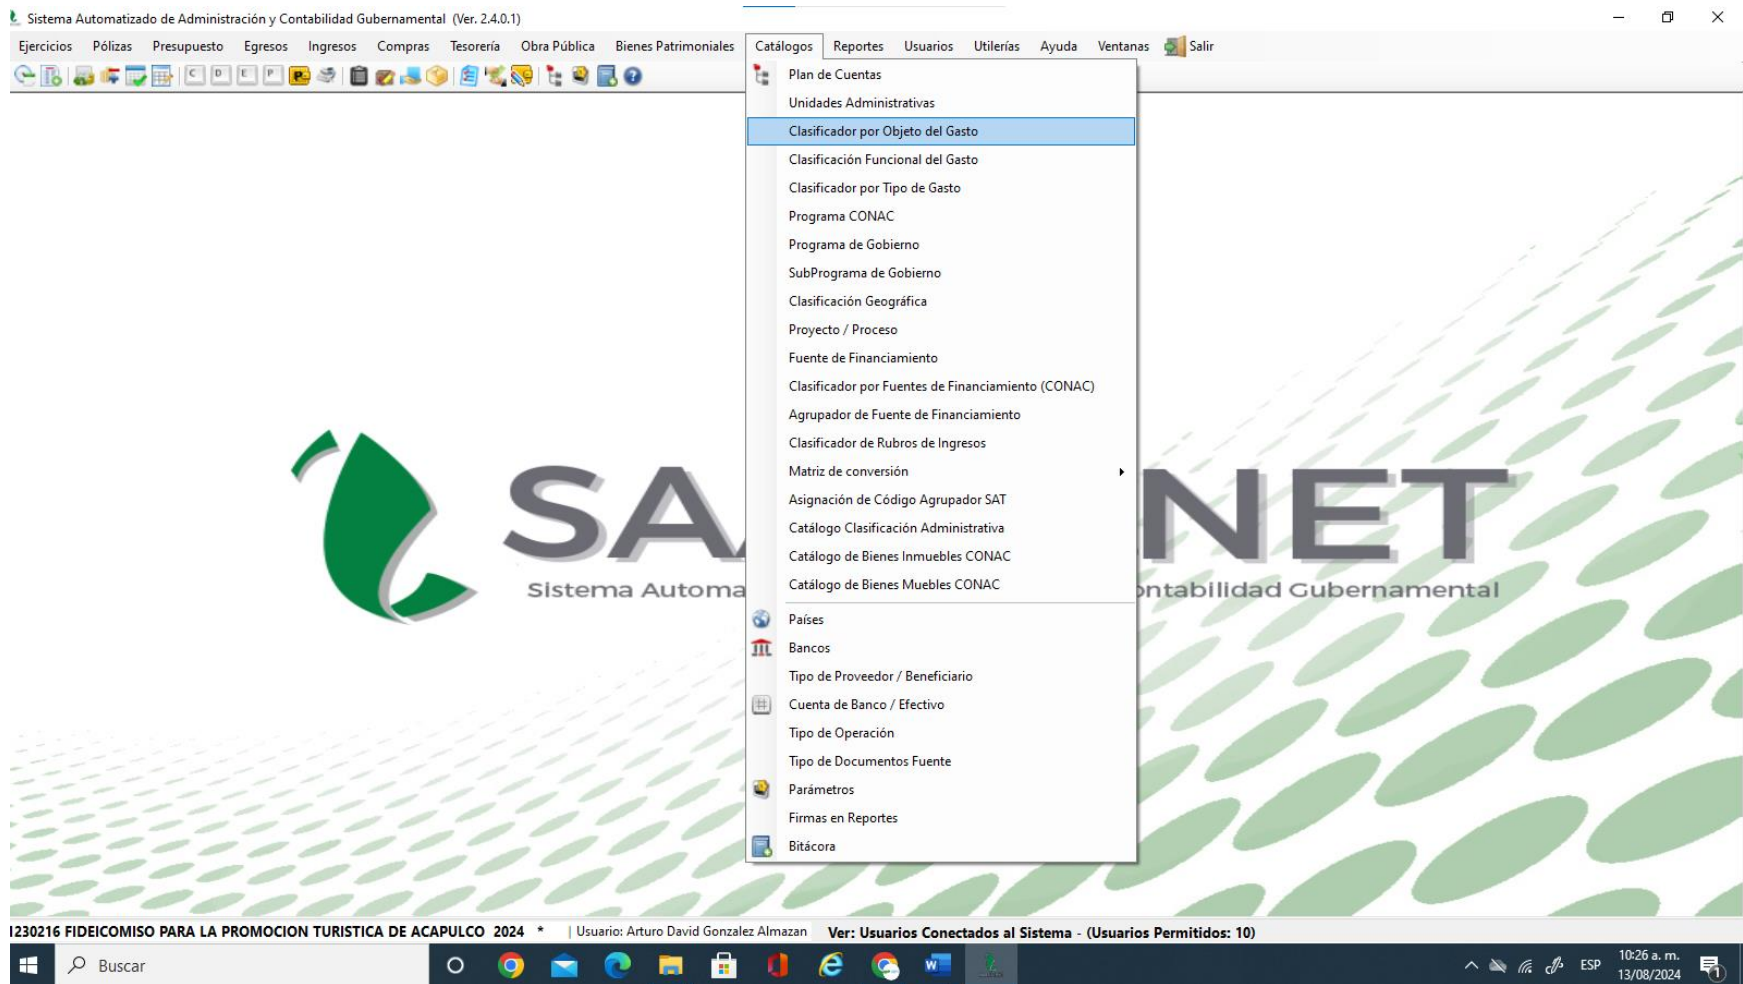 Sistema Automatizado de Administración y Contabilidad Gubernamental (Ver. 2.4.0.1)
Ejercicios Pólizas Presupuesto Egresos Ingresos Compras Tesorería Obra Pública Bienes Patrimoniales Catálogos Reportes Usuarios Utilerías Ayuda Ventanas Salir
C D E P
Plan de Cuentas
Unidades Administrativas
Clasificador por Objeto del Gasto
Clasificación Funcional del Gasto
Clasificador por Tipo de Gasto
Programa CONAC
Programa de Gobierno
SubPrograma de Gobierno
Clasificación Geográfica
Proyecto / Proceso
Fuente de Financiamiento
Clasificador por Fuentes de Financiamiento (CONAC)
Agrupador de Fuente de Financiamiento
Clasificador de Rubros de Ingresos
Matriz de conversión
Asignación de Código Agrupador SAT
Catálogo Clasificación Administrativa
Catálogo de Bienes Inmuebles CONAC
Catálogo de Bienes Muebles CONAC
Países
Bancos
Tipo de Proveedor / Beneficiario
Cuenta de Banco / Efectivo
Tipo de Operación
Tipo de Documentos Fuente
Parámetros
Firmas en Reportes
Bitácora
SA NET
Sistema Automa ontabilidad Gubernamental
1230216 FIDEICOMISO PARA LA PROMOCION TURISTICA DE ACAPULCO 2024 * | Usuario: Arturo David Gonzalez Almazan Ver: Usuarios Conectados al Sistema - (Usuarios Permitidos: 10)
Buscar
ESP
10:26 a. m.
13/08/2024
1